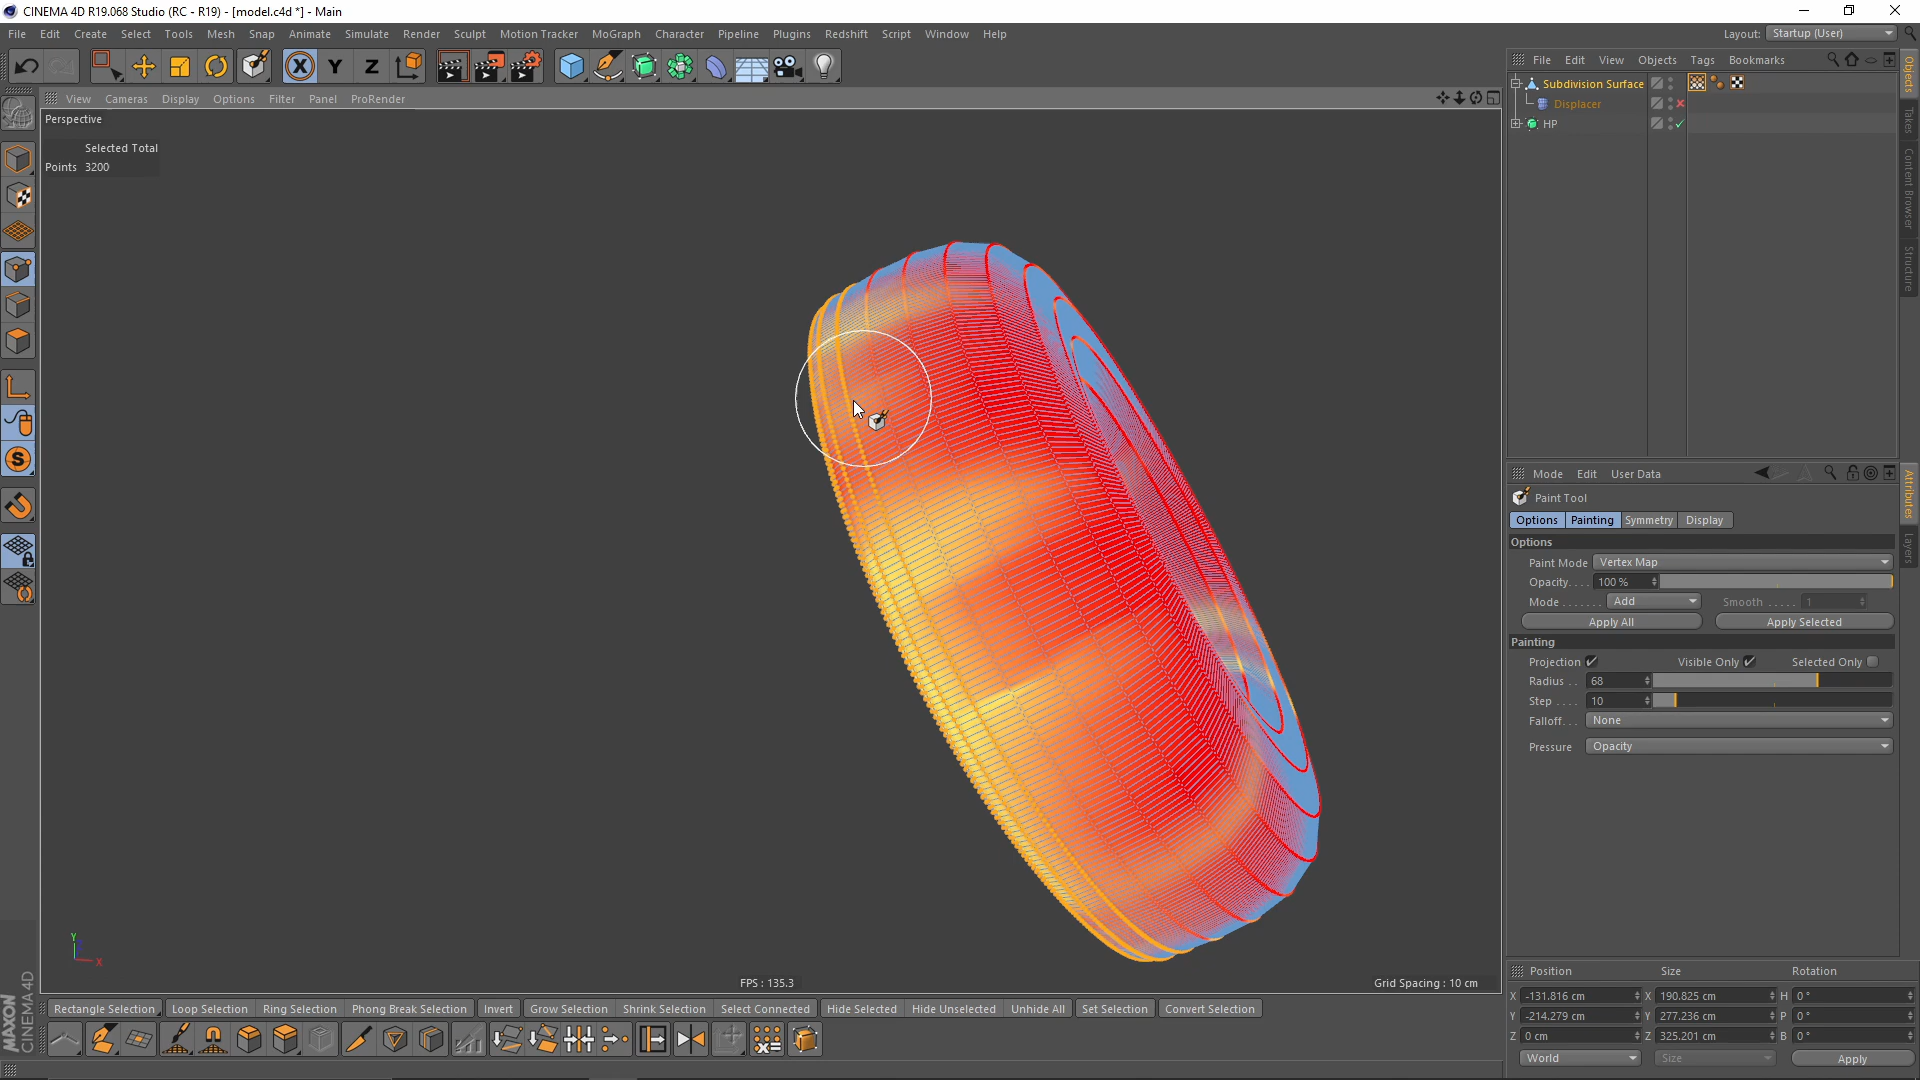 CINEMA 4D R19.068 Studio (RC - R19) - [model.c4d *] - Main
File Edit Create Select Tools Mesh Snap Animate Simulate Render Sculpt Motion Tracker MoGraph Character Pipeline Plugins Redshift Script Window Help Layout: Startup (User)
X Y Z
File Edit View Objects Tags Bookmarks
View Cameras Display Options Filter Panel ProRender
Perspective
Selected Total
Points 3200
Subdivision Surface
Displacer
HP
Objects
Takes
Content Browser
Structure
Mode Edit User Data
Paint Tool
Options Painting Symmetry Display
Options
Paint Mode Vertex Map
Opacity.... 100 %
Mode....... Add Smooth ..... 1
Apply All Apply Selected
Painting
Projection Visible Only Selected Only
Radius .. 68
Step .... 10
Falloff... None
Pressure Opacity
Attributes
Layers
S
Y
X
FPS : 135.3
Grid Spacing : 10 cm
Position Size Rotation
X -131.816 cm X 190.825 cm H 0 °
Y -214.279 cm Y 277.236 cm P 0 °
Z 0 cm Z 325.201 cm B 0 °
World Size Apply
Rectangle Selection Loop Selection Ring Selection Phong Break Selection Invert Grow Selection Shrink Selection Select Connected Hide Selected Hide Unselected Unhide All Set Selection Convert Selection
MAXON
CINEMA 4D